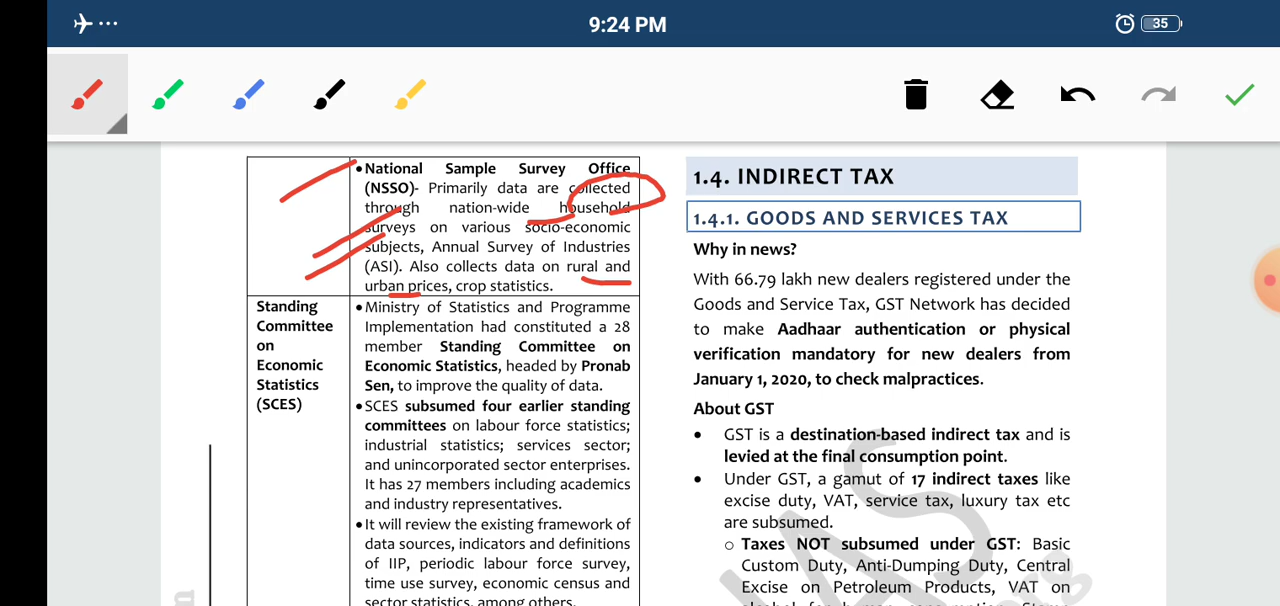 9:24 PM
35
• National Sample Survey Office
(NSSO)- Primarily data are collected
through nation-wide household
surveys on various socio-economic
subjects, Annual Survey of Industries
(ASI). Also collects data on rural and
urban prices, crop statistics.
Standing
Committee
on
Economic
Statistics
(SCES)
• Ministry of Statistics and Programme
Implementation had constituted a 28
member Standing Committee on
Economic Statistics, headed by Pronab
Sen, to improve the quality of data.
• SCES subsumed four earlier standing
committees on labour force statistics;
industrial statistics; services sector;
and unincorporated sector enterprises.
It has 27 members including academics
and industry representatives.
• It will review the existing framework of
data sources, indicators and definitions
of IIP, periodic labour force survey,
time use survey, economic census and
sector statistics, among others.
1.4. INDIRECT TAX
1.4.1. GOODS AND SERVICES TAX
Why in news?
With 66.79 lakh new dealers registered under the
Goods and Service Tax, GST Network has decided
to make Aadhaar authentication or physical
verification mandatory for new dealers from
January 1, 2020, to check malpractices.
About GST
• GST is a destination-based indirect tax and is
levied at the final consumption point.
• Under GST, a gamut of 17 indirect taxes like
excise duty, VAT, service tax, luxury tax etc
are subsumed.
o Taxes NOT subsumed under GST: Basic
Custom Duty, Anti-Dumping Duty, Central
Excise on Petroleum Products, VAT on